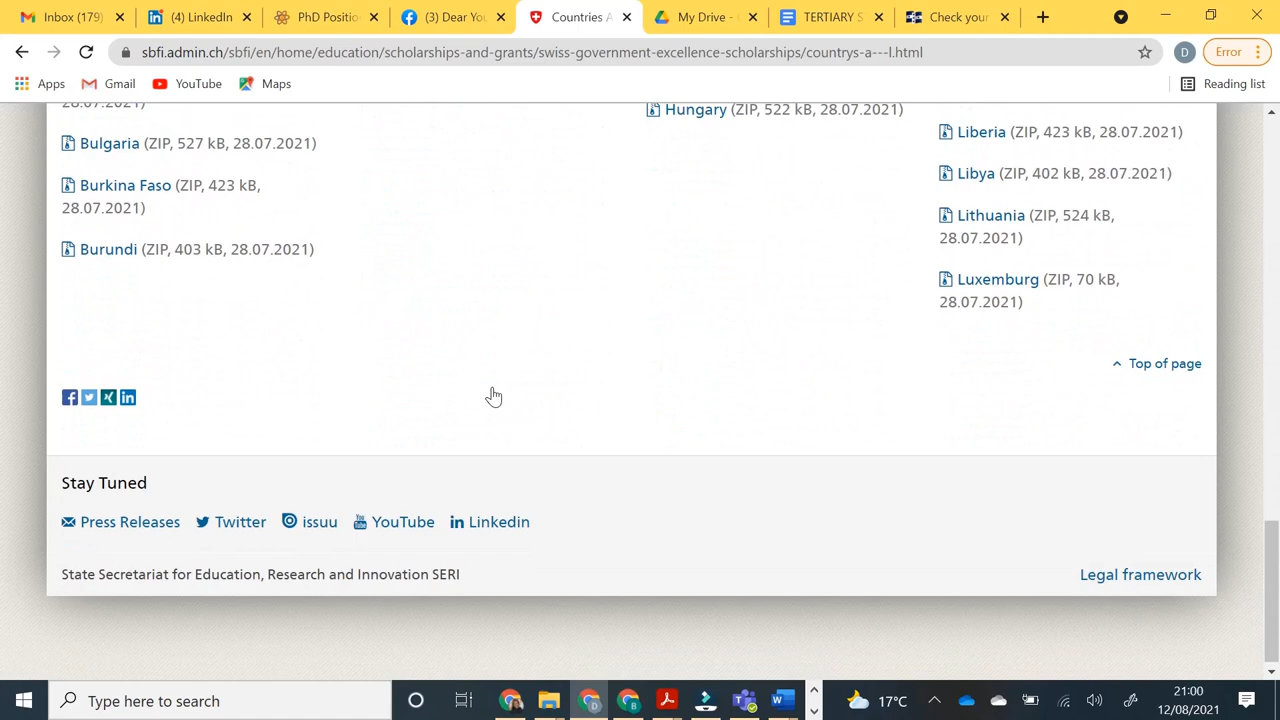 Inbox (179)
(4) LinkedIn
PhD Positio
(3) Dear You
Countries A
My Drive - G
TERTIARY S
Check your
sbfi.admin.ch/sbfi/en/home/education/scholarships-and-grants/swiss-government-excellence-scholarships/countrys-a---l.html
D
Error
Apps
Gmail
YouTube
Maps
Reading list
28.07.2021)
Bulgaria (ZIP, 527 kB, 28.07.2021)
Burkina Faso (ZIP, 423 kB,
28.07.2021)
Burundi (ZIP, 403 kB, 28.07.2021)
Hungary (ZIP, 522 kB, 28.07.2021)
Liberia (ZIP, 423 kB, 28.07.2021)
Libya (ZIP, 402 kB, 28.07.2021)
Lithuania (ZIP, 524 kB,
28.07.2021)
Luxemburg (ZIP, 70 kB,
28.07.2021)
Top of page
Stay Tuned
Press Releases
Twitter
issuu
YouTube
Linkedin
State Secretariat for Education, Research and Innovation SERI
Legal framework
Type here to search
17°C
21:00
12/08/2021